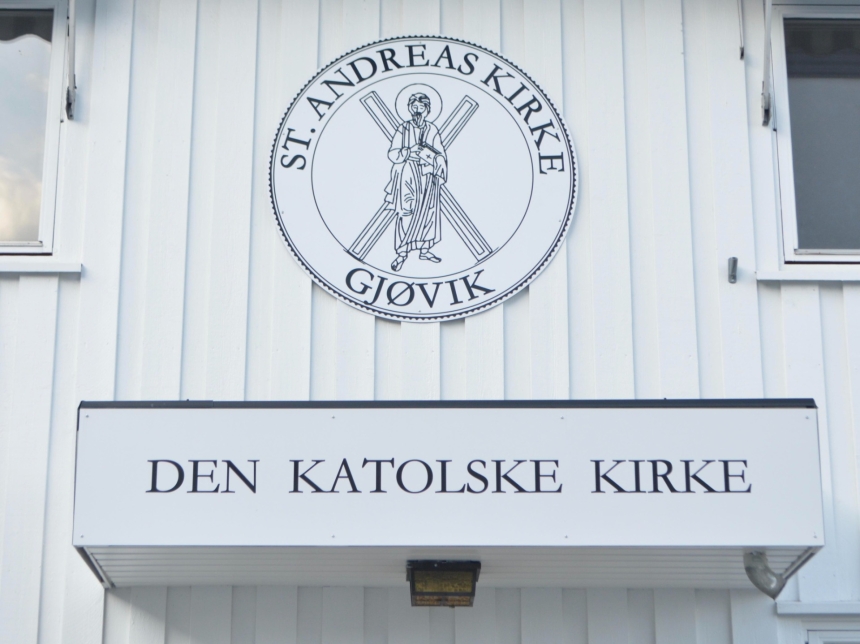 ST. ANDREAS KIRKE
GJØVIK
DEN KATOLSKE KIRKE